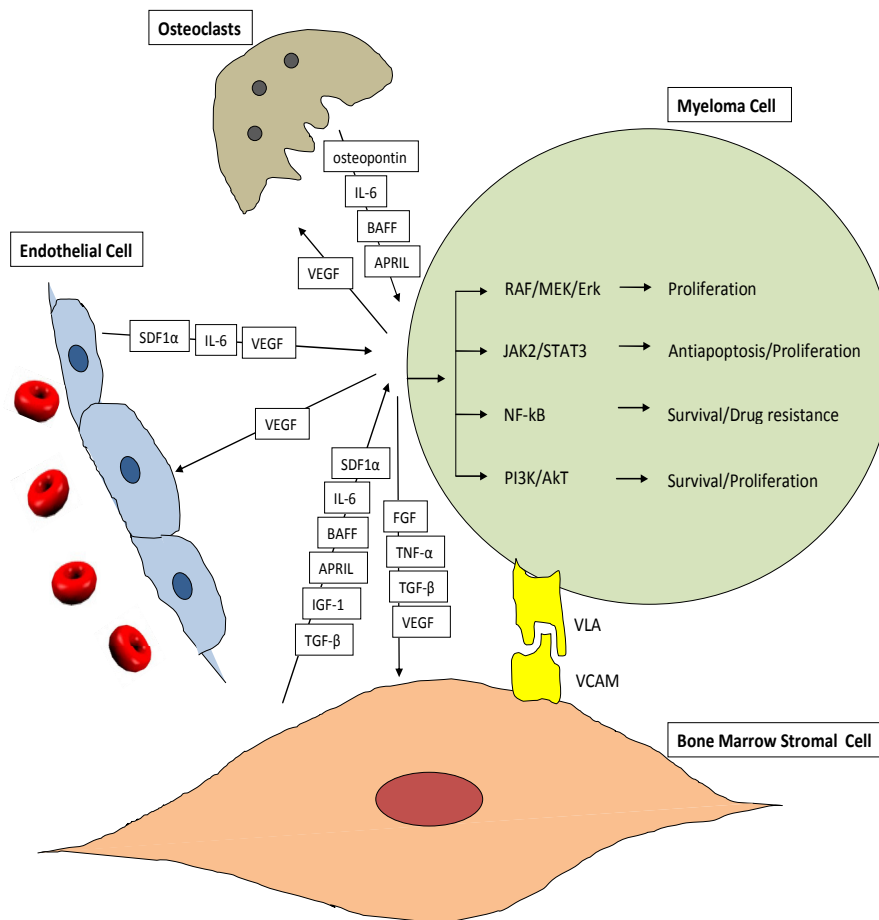 Osteoclasts
Myeloma Cell
osteopontin
IL-6
BAFF
APRIL
Endothelial Cell
VEGF
SDF1α
IL-6
VEGF
VEGF
RAF/MEK/Erk
Proliferation
JAK2/STAT3
Antiapoptosis/Proliferation
NF-kB
Survival/Drug resistance
PI3K/AkT
Survival/Proliferation
SDF1α
IL-6
BAFF
APRIL
IGF-1
TGF-β
FGF
TNF-α
TGF-β
VEGF
VLA
VCAM
Bone Marrow Stromal Cell